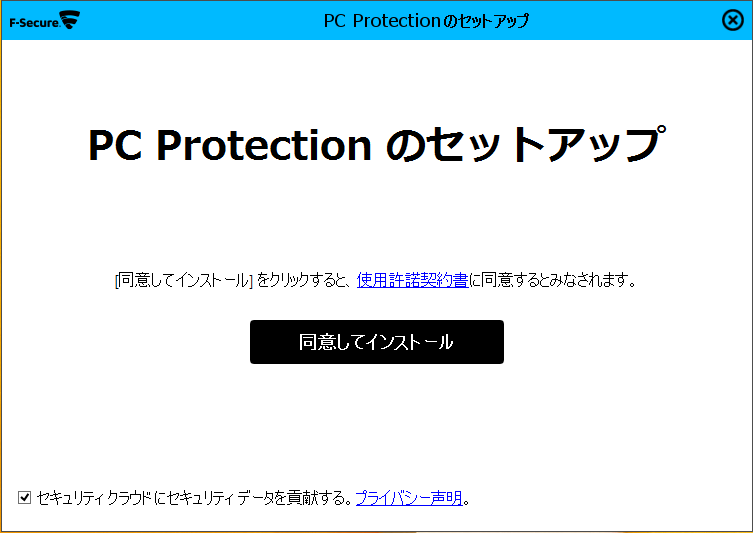 F-Secure.
PC Protectionのセットアップ
PC Protection のセットアップ
[同意してインストール] をクリックすると、使用許諾契約書に同意するとみなされます。
同意してインストール
セキュリティ クラウドにセキュリティ データを貢献する。プライバシー声明。